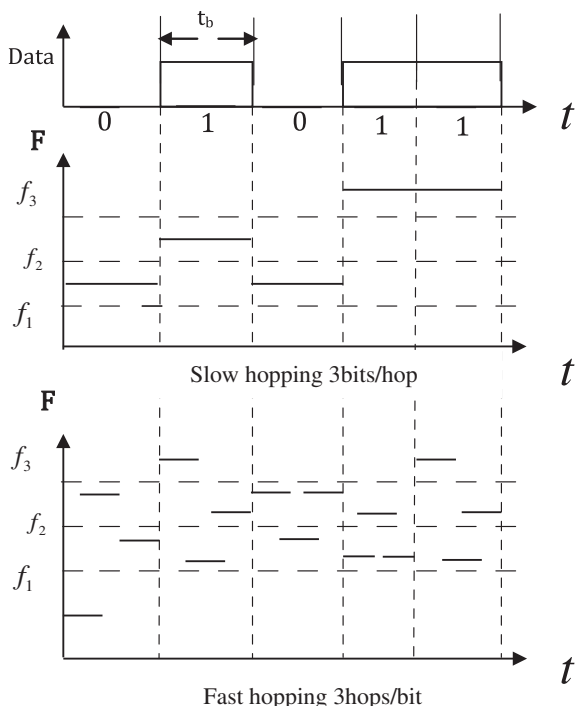 t_b
Data
0 1 0 1 1
t
F
f_3
f_2
f_1
Slow hopping 3bits/hop
t
F
f_3
f_2
f_1
t
Fast hopping 3hops/bit